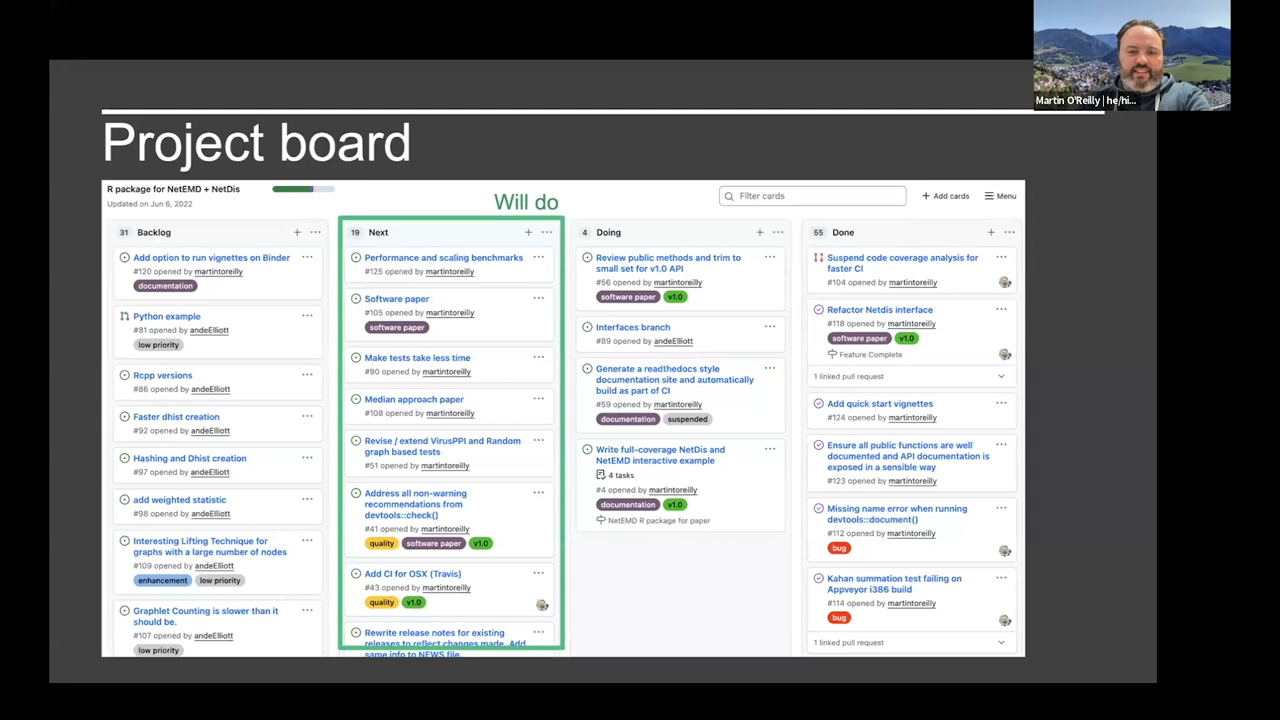 Martin O'Reilly | he/hi...
Project board
R package for NetEMD + NetDis
Updated on Jun 6, 2022
Will do
Filter cards
+ Add cards
Menu
31 Backlog + ...
Add option to run vignettes on Binder ...
#120 opened by martintoreilly
documentation
Python example ...
#81 opened by andeElliott
low priority
Rcpp versions ...
#86 opened by andeElliott
Faster dhist creation ...
#92 opened by andeElliott
Hashing and Dhist creation ...
#97 opened by andeElliott
add weighted statistic ...
#98 opened by andeElliott
Interesting Lifting Technique for ...
graphs with a large number of nodes
#109 opened by andeElliott
enhancement low priority
Graphlet Counting is slower than it ...
should be.
#107 opened by andeElliott
low priority
19 Next + ...
Performance and scaling benchmarks ...
#125 opened by martintoreilly
Software paper ...
#105 opened by martintoreilly
software paper
Make tests take less time ...
#90 opened by martintoreilly
Median approach paper ...
#108 opened by martintoreilly
Revise / extend VirusPPI and Random ...
graph based tests
#51 opened by martintoreilly
Address all non-warning ...
recommendations from
devtools::check()
#41 opened by martintoreilly
quality software paper v1.0
Add CI for OSX (Travis) ...
#43 opened by martintoreilly
quality v1.0
Rewrite release notes for existing ...
releases to reflect changes made. Add
same info to NEWS file.
4 Doing + ...
Review public methods and trim to ...
small set for v1.0 API
#56 opened by martintoreilly
software paper v1.0
Interfaces branch ...
#89 opened by andeElliott
Generate a readthedocs style ...
documentation site and automatically
build as part of CI
#59 opened by martintoreilly
documentation suspended
Write full-coverage NetDis and ...
NetEMD interactive example
4 tasks
#4 opened by martintoreilly
documentation v1.0
NetEMD R package for paper
55 Done + ...
Suspend code coverage analysis for ...
faster CI
#104 opened by martintoreilly
Refactor Netdis interface ...
#118 opened by martintoreilly
software paper v1.0
Feature Complete
1 linked pull request
Add quick start vignettes ...
#124 opened by martintoreilly
Ensure all public functions are well ...
documented and API documentation is
exposed in a sensible way
#123 opened by martintoreilly
Missing name error when running ...
devtools::document()
#112 opened by martintoreilly
bug
Kahan summation test failing on ...
Appveyor i386 build
#114 opened by martintoreilly
bug
1 linked pull request